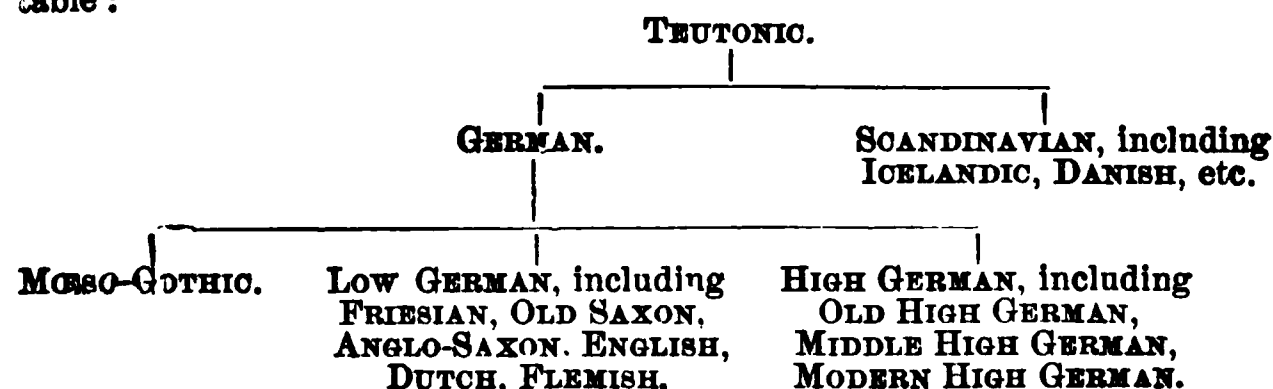 table :
TEUTONIC.
GERMAN.
SCANDINAVIAN, including
ICELANDIC, DANISH, etc.
MŒSO-GOTHIC.
LOW GERMAN, including
FRIESIAN, OLD SAXON,
ANGLO-SAXON. ENGLISH,
DUTCH, FLEMISH.
HIGH GERMAN, including
OLD HIGH GERMAN,
MIDDLE HIGH GERMAN,
MODERN HIGH GERMAN.